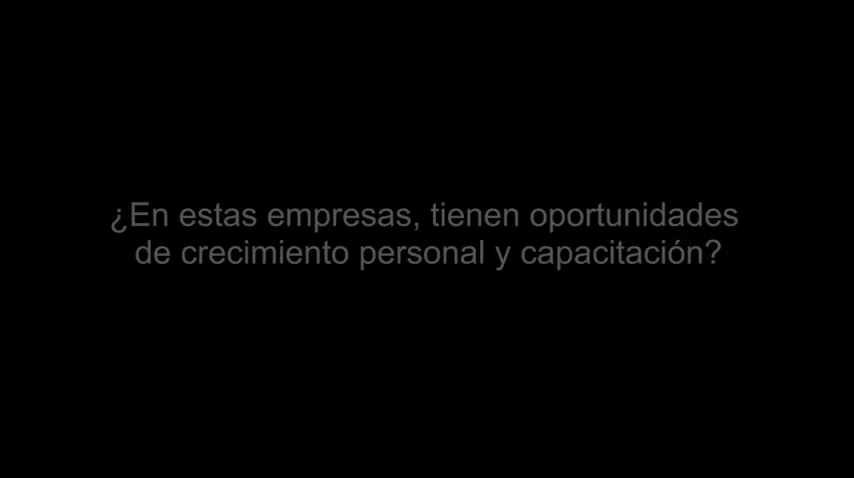 ¿En estas empresas, tienen oportunidades
de crecimiento personal y capacitación?